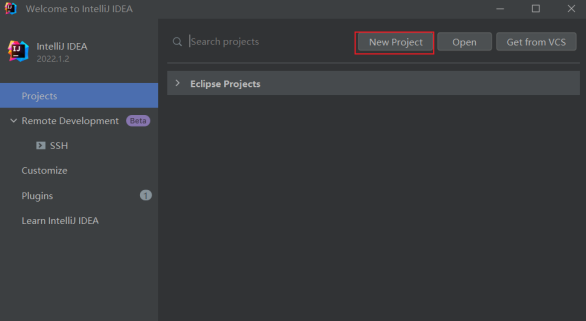 Welcome to IntelliJ IDEA
IJ
IntelliJ IDEA
2022.1.2
Search projects
New Project
Open
Get from VCS
Projects
Eclipse Projects
Remote Development Beta
SSH
Customize
Plugins 1
Learn IntelliJ IDEA